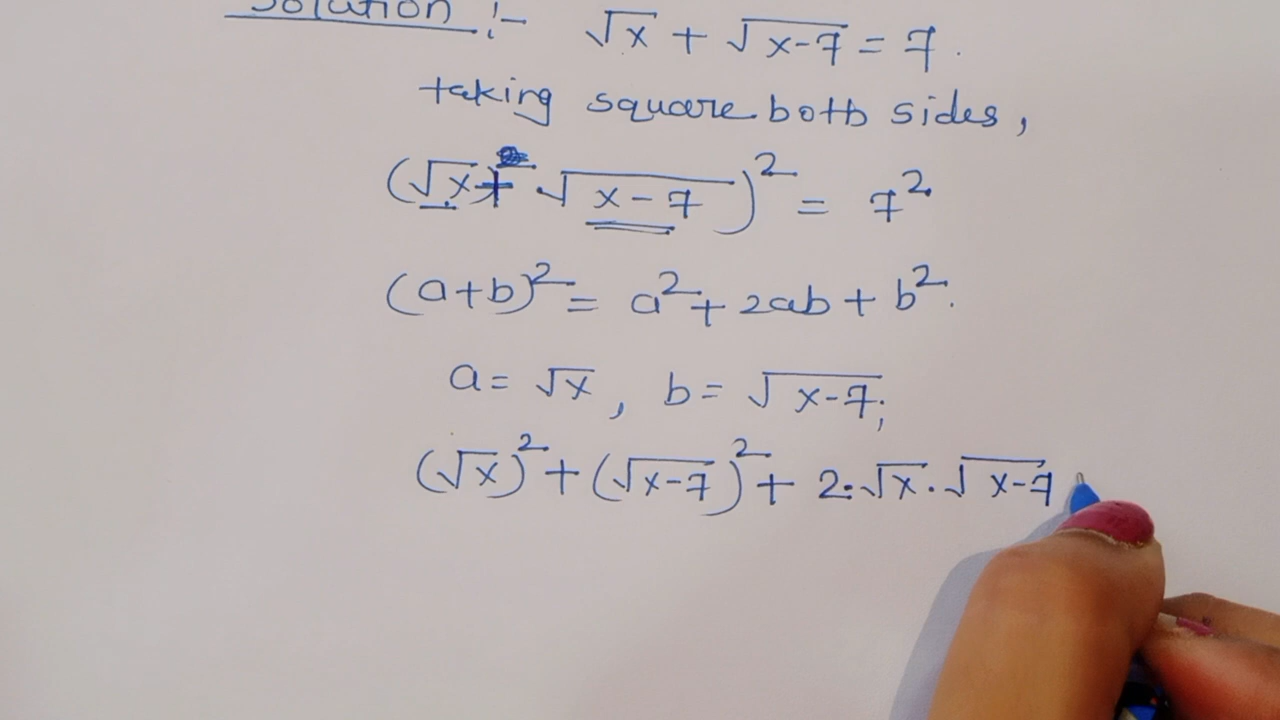 Solution :- √x + √x-7 = 7.
taking square both sides,
(√x + √x-7)² = 7²
(a+b)² = a² + 2ab + b².
a = √x, b = √x-7;
(√x)² + (√x-7)² + 2.√x.√x-7